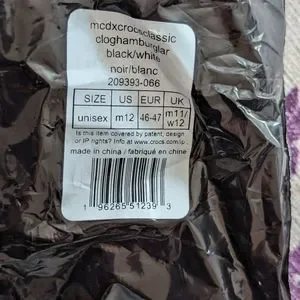 mcdxcrocsclassic
cloghamburglar
black/white
noir/blanc
209393-066
SIZE US EUR UK
unisex m12 46-47 m11/w12
Is this item covered by patent, design
or IP rights? Info at www.crocs.com/ip
made in china / fabriqué en chine
1 96265 51239 3